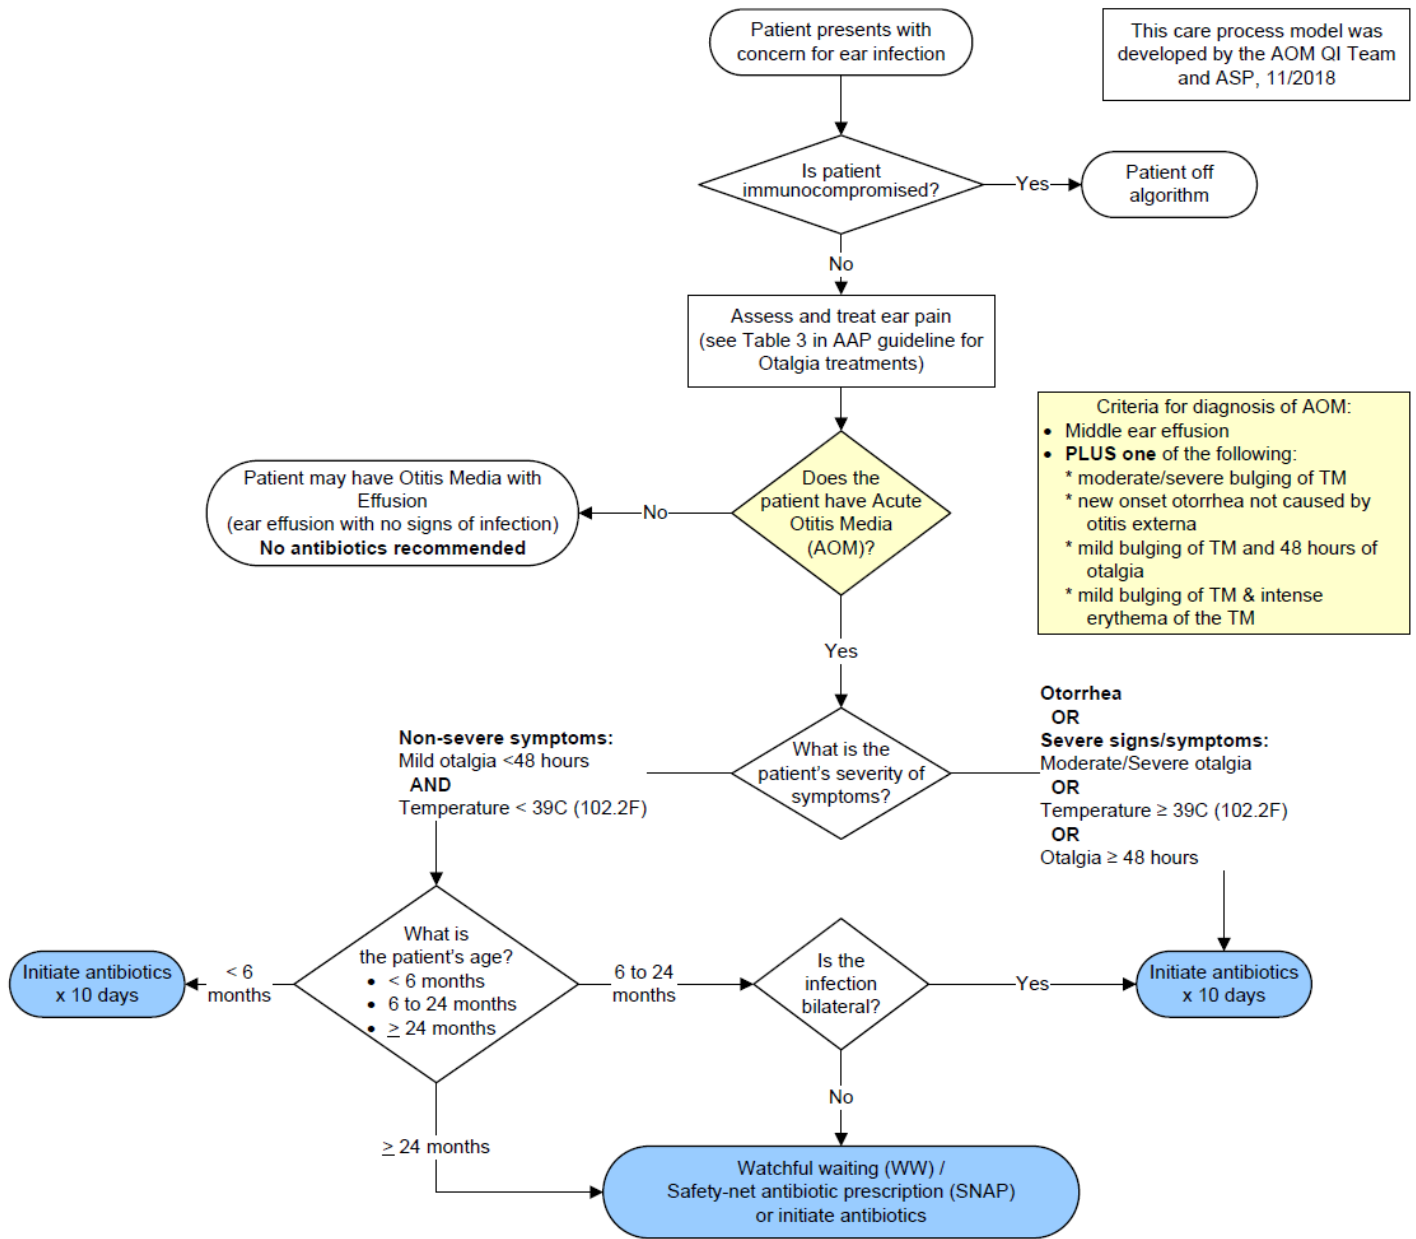 Patient presents with
concern for ear infection
This care process model was
developed by the AOM QI Team
and ASP, 11/2018
Is patient
immunocompromised?
Yes
Patient off
algorithm
No
Assess and treat ear pain
(see Table 3 in AAP guideline for
Otalgia treatments)
Criteria for diagnosis of AOM:
• Middle ear effusion
• PLUS one of the following:
* moderate/severe bulging of TM
* new onset otorrhea not caused by
otitis externa
* mild bulging of TM and 48 hours of
otalgia
* mild bulging of TM & intense
erythema of the TM
Does the
patient have Acute
Otitis Media
(AOM)?
No
Patient may have Otitis Media with
Effusion
(ear effusion with no signs of infection)
No antibiotics recommended
Yes
What is the
patient's severity of
symptoms?
Non-severe symptoms:
Mild otalgia <48 hours
AND
Temperature < 39C (102.2F)
Otorrhea
OR
Severe signs/symptoms:
Moderate/Severe otalgia
OR
Temperature ≥ 39C (102.2F)
OR
Otalgia ≥ 48 hours
What is
the patient's age?
• < 6 months
• 6 to 24 months
• ≥ 24 months
< 6
months
Initiate antibiotics
x 10 days
6 to 24
months
Is the
infection
bilateral?
Yes
Initiate antibiotics
x 10 days
No
≥ 24 months
Watchful waiting (WW) /
Safety-net antibiotic prescription (SNAP)
or initiate antibiotics